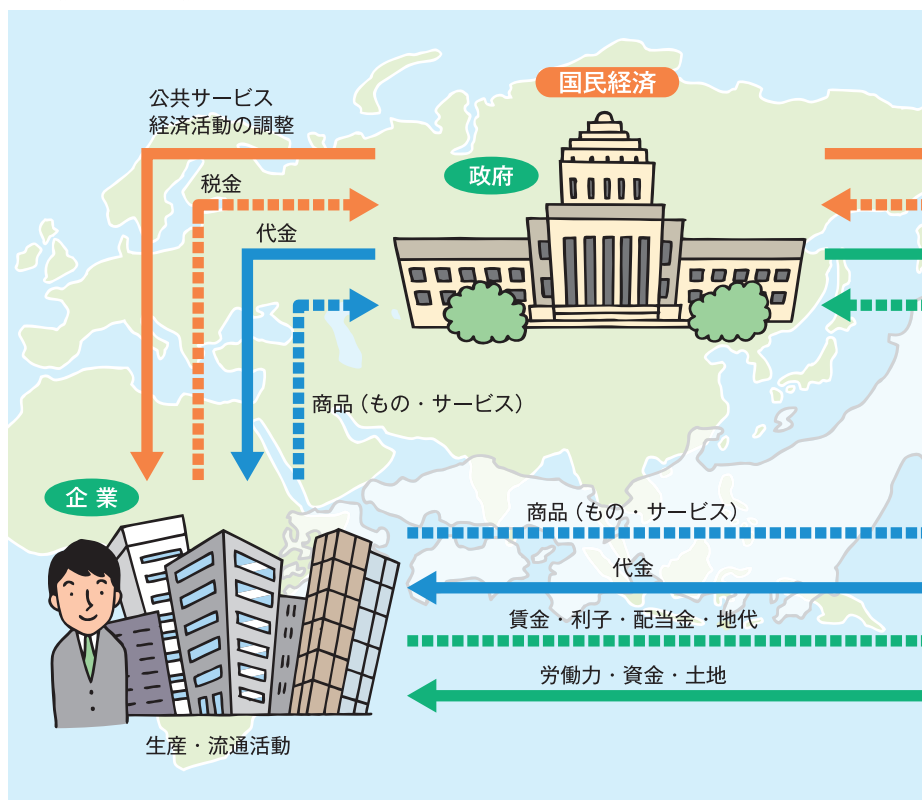 国民経済
公共サービス
経済活動の調整
政府
税金
代金
商品（もの・サービス）
企業
商品（もの・サービス）
代金
賃金・利子・配当金・地代
労働力・資金・土地
生産・流通活動